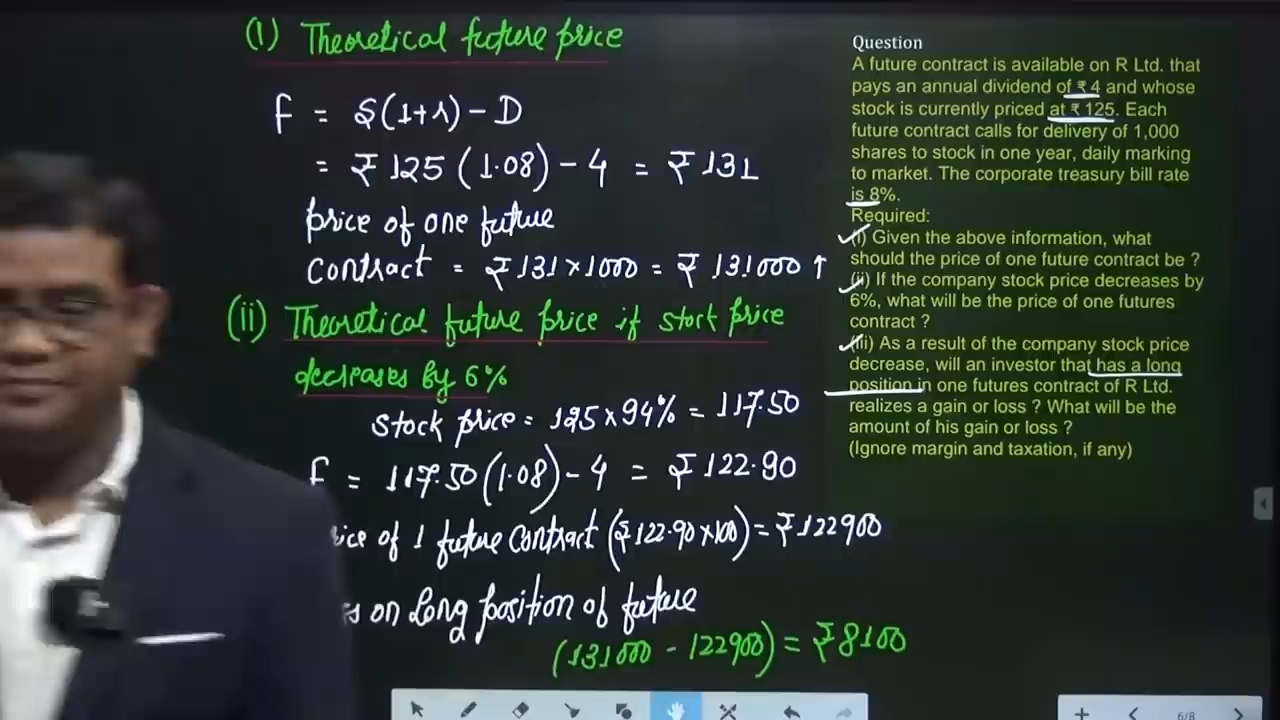 (1) Theoretical future price
F = S(1+r) - D
= ₹ 125 (1.08) - 4 = ₹ 131
Price of one future
contract = ₹ 131 × 1000 = ₹ 131000 ↑
(ii) Theoretical future price if stock price
decreases by 6%
Stock price = 125 × 94% = 117.50
F = 117.50 (1.08) - 4 = ₹ 122.90
ice of 1 future contract (₹ 122.90 × 100) = ₹ 122900
s on Long position of future
(131000 - 122900) = ₹ 8100
Question
A future contract is available on R Ltd. that
pays an annual dividend of ₹ 4 and whose
stock is currently priced at ₹ 125. Each
future contract calls for delivery of 1,000
shares to stock in one year, daily marking
to market. The corporate treasury bill rate
is 8%.
Required:
(i) Given the above information, what
should the price of one future contract be ?
(ii) If the company stock price decreases by
6%, what will be the price of one futures
contract ?
(iii) As a result of the company stock price
decrease, will an investor that has a long
position in one futures contract of R Ltd.
realizes a gain or loss ? What will be the
amount of his gain or loss ?
(Ignore margin and taxation, if any)
6/8